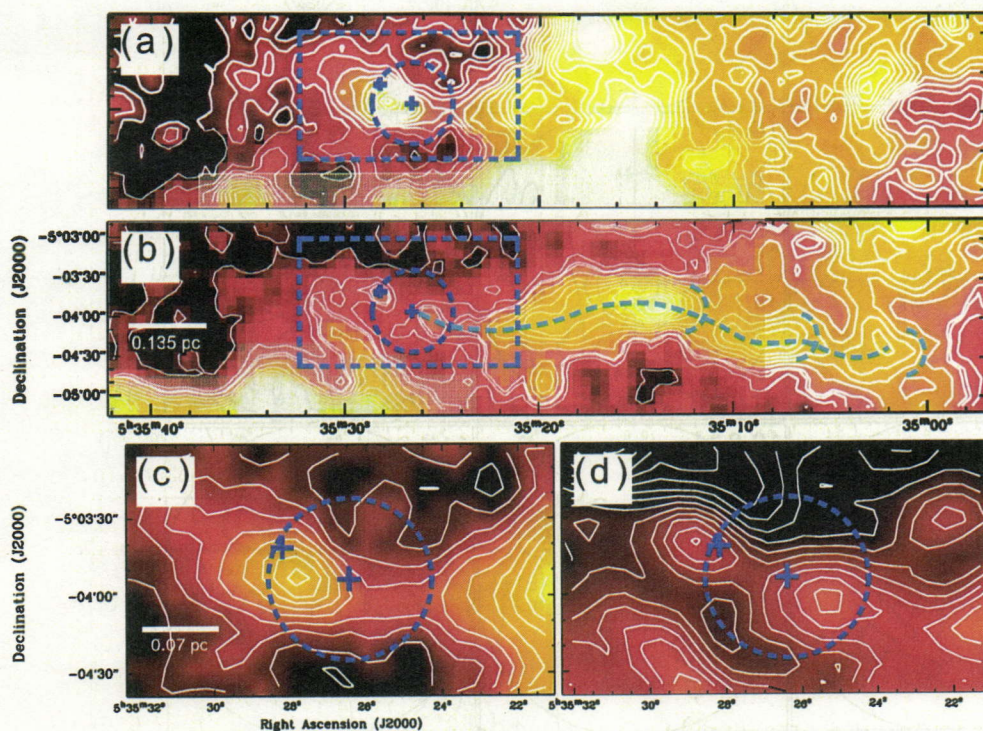 (a)
(b)
-5°03'00"
-03'30"
-04'00"
-04'30"
-05'00"
Declination (J2000)
0.135 pc
5ʰ35ᵐ40ˢ 35ᵐ30ˢ 35ᵐ20ˢ 35ᵐ10ˢ 35ᵐ00ˢ
(c)
(d)
-5°03'30"
-04'00"
-04'30"
Declination (J2000)
0.07 pc
5ʰ35ᵐ32ˢ 30ˢ 28ˢ 26ˢ 24ˢ 22ˢ
30ˢ 28ˢ 26ˢ 24ˢ 22ˢ
Right Ascension (J2000)